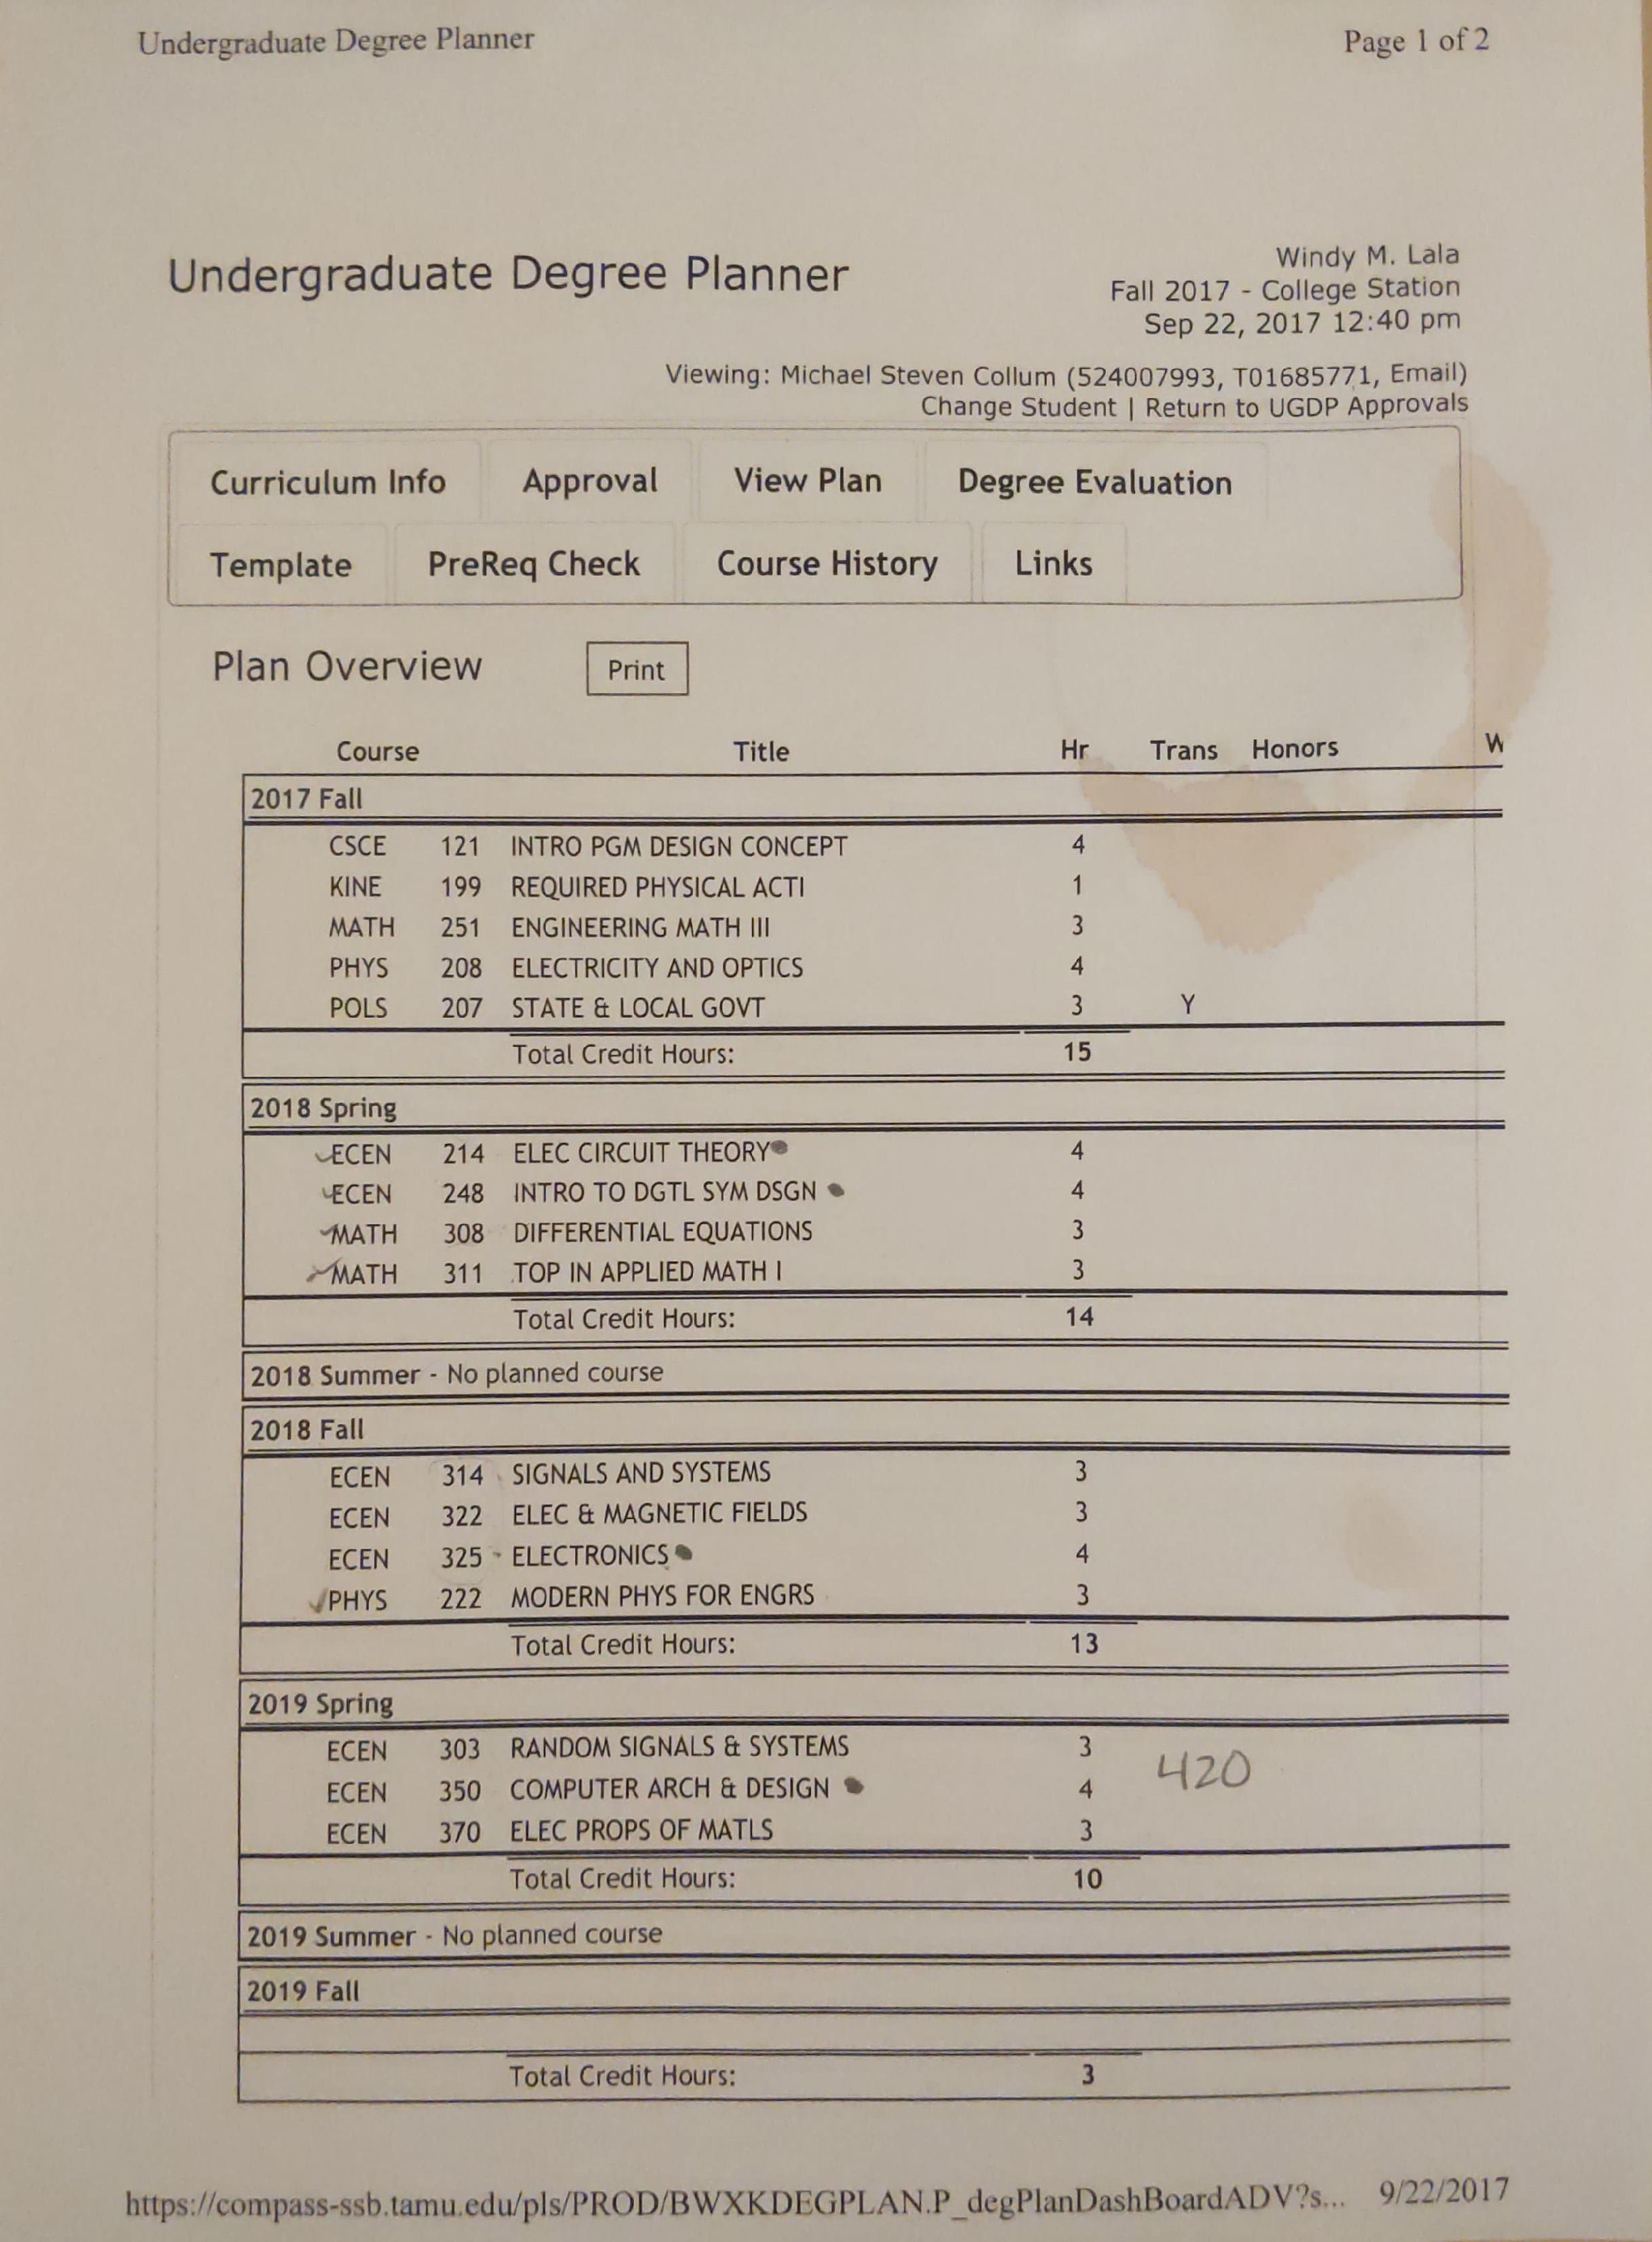 Undergraduate Degree Planner Page 1 of 2
Undergraduate Degree Planner
Windy M. Lala
Fall 2017 - College Station
Sep 22, 2017 12:40 pm
Viewing: Michael Steven Collum (524007993, T01685771, Email)
Change Student | Return to UGDP Approvals
Curriculum Info Approval View Plan Degree Evaluation
Template PreReq Check Course History Links
Plan Overview Print
Course Title Hr Trans Honors W
2017 Fall
CSCE 121 INTRO PGM DESIGN CONCEPT 4
KINE 199 REQUIRED PHYSICAL ACTI 1
MATH 251 ENGINEERING MATH III 3
PHYS 208 ELECTRICITY AND OPTICS 4
POLS 207 STATE & LOCAL GOVT 3 Y
Total Credit Hours: 15
2018 Spring
ECEN 214 ELEC CIRCUIT THEORY 4
ECEN 248 INTRO TO DGTL SYM DSGN 4
MATH 308 DIFFERENTIAL EQUATIONS 3
MATH 311 TOP IN APPLIED MATH I 3
Total Credit Hours: 14
2018 Summer - No planned course
2018 Fall
ECEN 314 SIGNALS AND SYSTEMS 3
ECEN 322 ELEC & MAGNETIC FIELDS 3
ECEN 325 ELECTRONICS 4
PHYS 222 MODERN PHYS FOR ENGRS 3
Total Credit Hours: 13
2019 Spring
ECEN 303 RANDOM SIGNALS & SYSTEMS 3
420
ECEN 350 COMPUTER ARCH & DESIGN 4
ECEN 370 ELEC PROPS OF MATLS 3
Total Credit Hours: 10
2019 Summer - No planned course
2019 Fall
Total Credit Hours: 3
https://compass-ssb.tamu.edu/pls/PROD/BWXKDEGPLAN.P_degPlanDashBoardADV?s... 9/22/2017